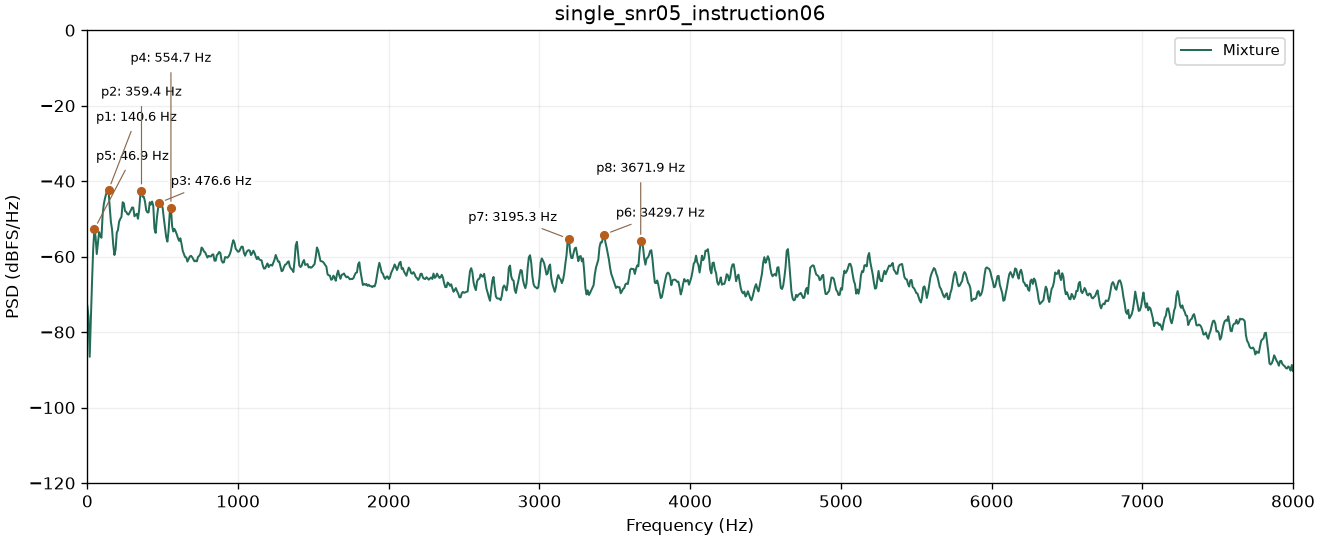 single_snr05_instruction06
Mixture
p4: 554.7 Hz
p2: 359.4 Hz
p1: 140.6 Hz
p5: 46.9 Hz
p3: 476.6 Hz
p8: 3671.9 Hz
p7: 3195.3 Hz
p6: 3429.7 Hz
PSD (dBFS/Hz)
0
−20
−40
−60
−80
−100
−120
0 1000 2000 3000 4000 5000 6000 7000 8000
Frequency (Hz)